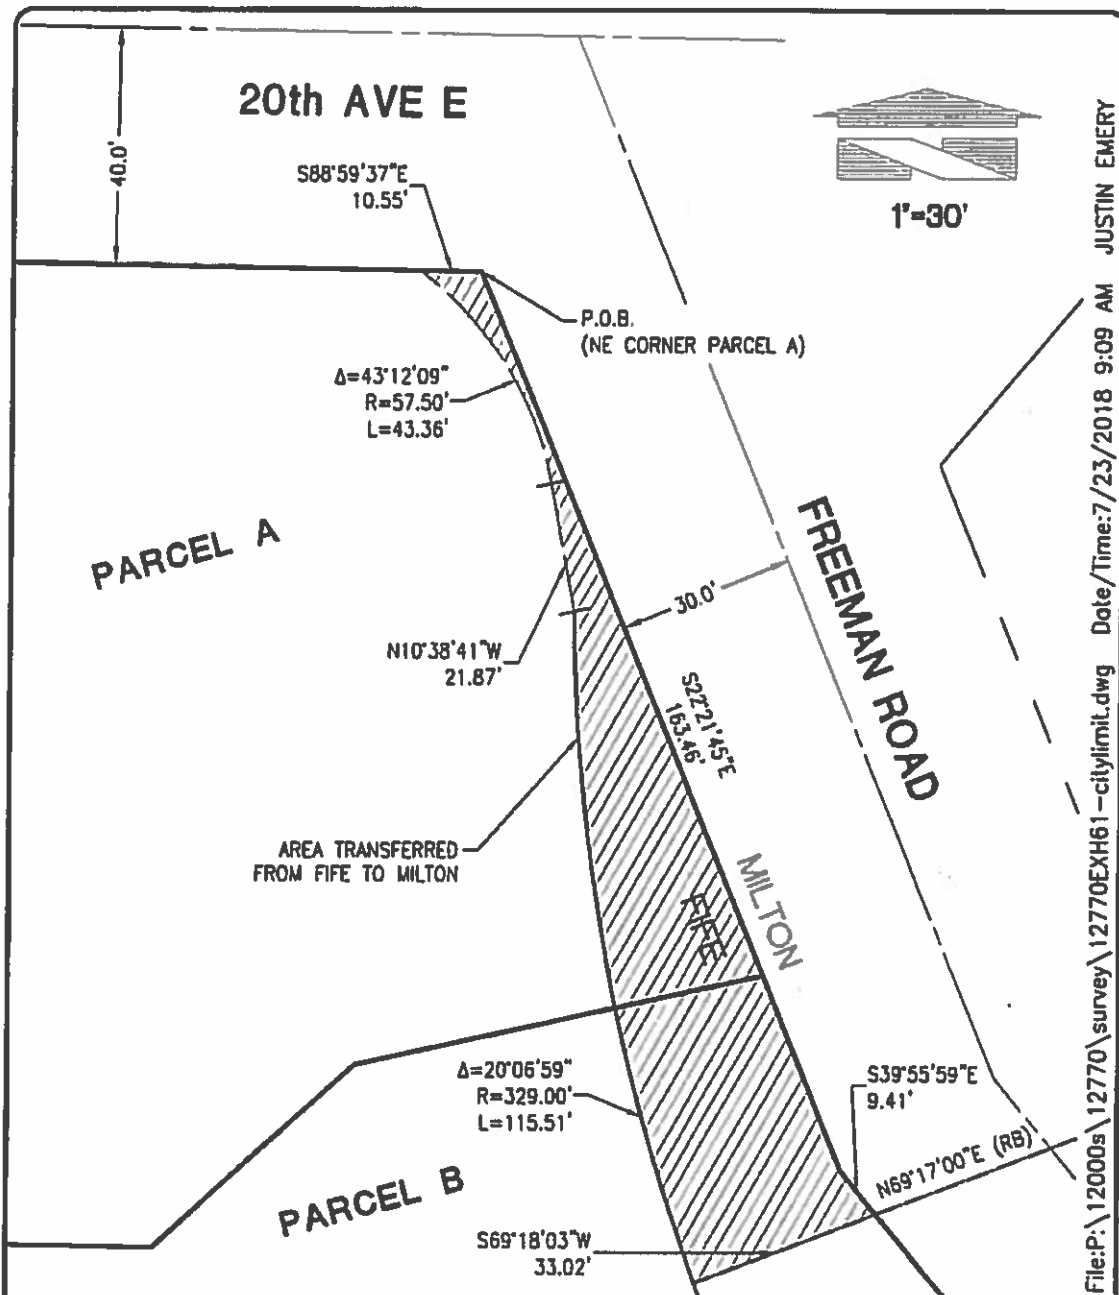 20th AVE E
40.0'
S88°59'37"E
10.55'
1"=30'
P.O.B.
(NE CORNER PARCEL A)
Δ=43°12'09"
R=57.50'
L=43.36'
PARCEL A
FREEMAN ROAD
30.0'
N10°38'41"W
21.87'
S22°21'45"E
163.46'
AREA TRANSFERRED
FROM FIFE TO MILTON
MILTON
FIFE
Δ=20°06'59"
R=329.00'
L=115.51'
S39°55'59"E
9.41'
N69°17'00"E (RB)
PARCEL B
S69°18'03"W
33.02'
File:P:\12000s\12770\survey\12770EXH61-citylimit.dwg Date/Time:7/23/2018 9:09 AM JUSTIN EMERY